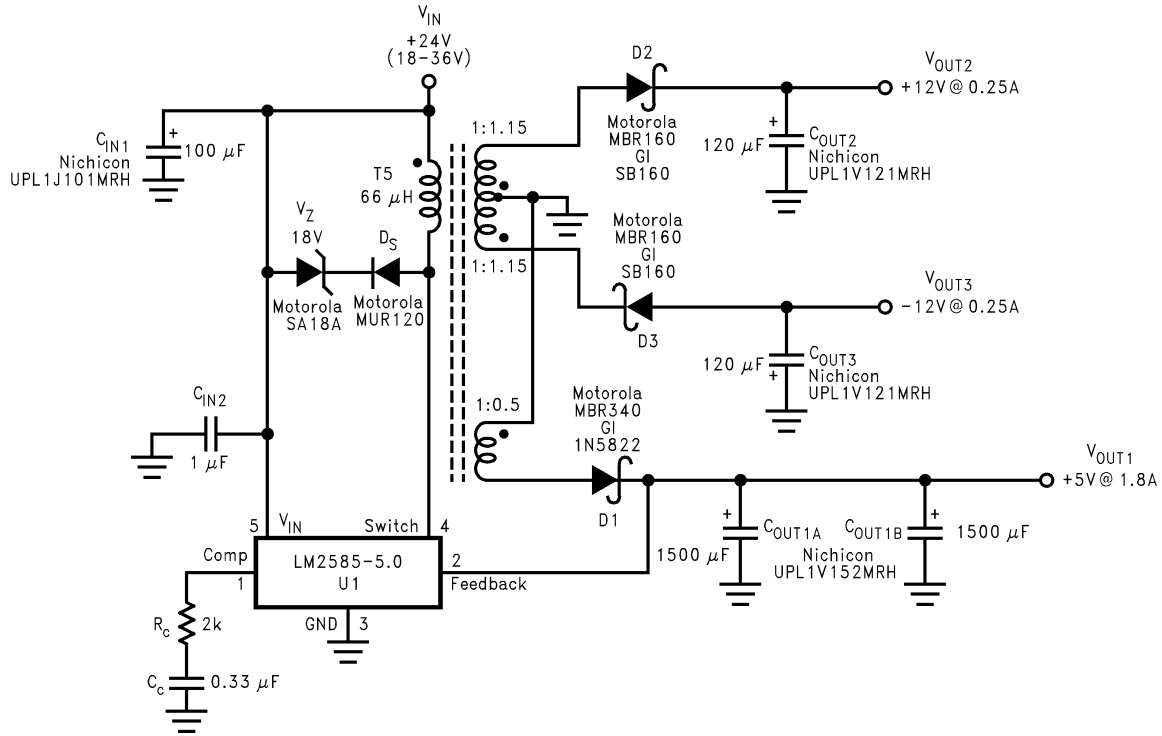 V_IN
+24V
(18-36V)
C_IN1
Nichicon
UPL1J101MRH
+
100 μF
T5
66 μH
1:1.15
1:1.15
D2
Motorola
MBR160
GI
SB160
V_OUT2
+12V@ 0.25A
+
120 μF
C_OUT2
Nichicon
UPL1V121MRH
V_Z
18V
D_S
Motorola
SA18A
Motorola
MUR120
Motorola
MBR160
GI
SB160
D3
V_OUT3
-12V@ 0.25A
120 μF
+
C_OUT3
Nichicon
UPL1V121MRH
C_IN2
1 μF
1:0.5
Motorola
MBR340
GI
1N5822
D1
V_OUT1
+5V@ 1.8A
+
1500 μF
C_OUT1A
C_OUT1B
Nichicon
UPL1V152MRH
+
1500 μF
5
V_IN
Switch
4
Comp
1
LM2585-5.0
U1
2
Feedback
GND
3
R_c
2k
C_c
0.33 μF